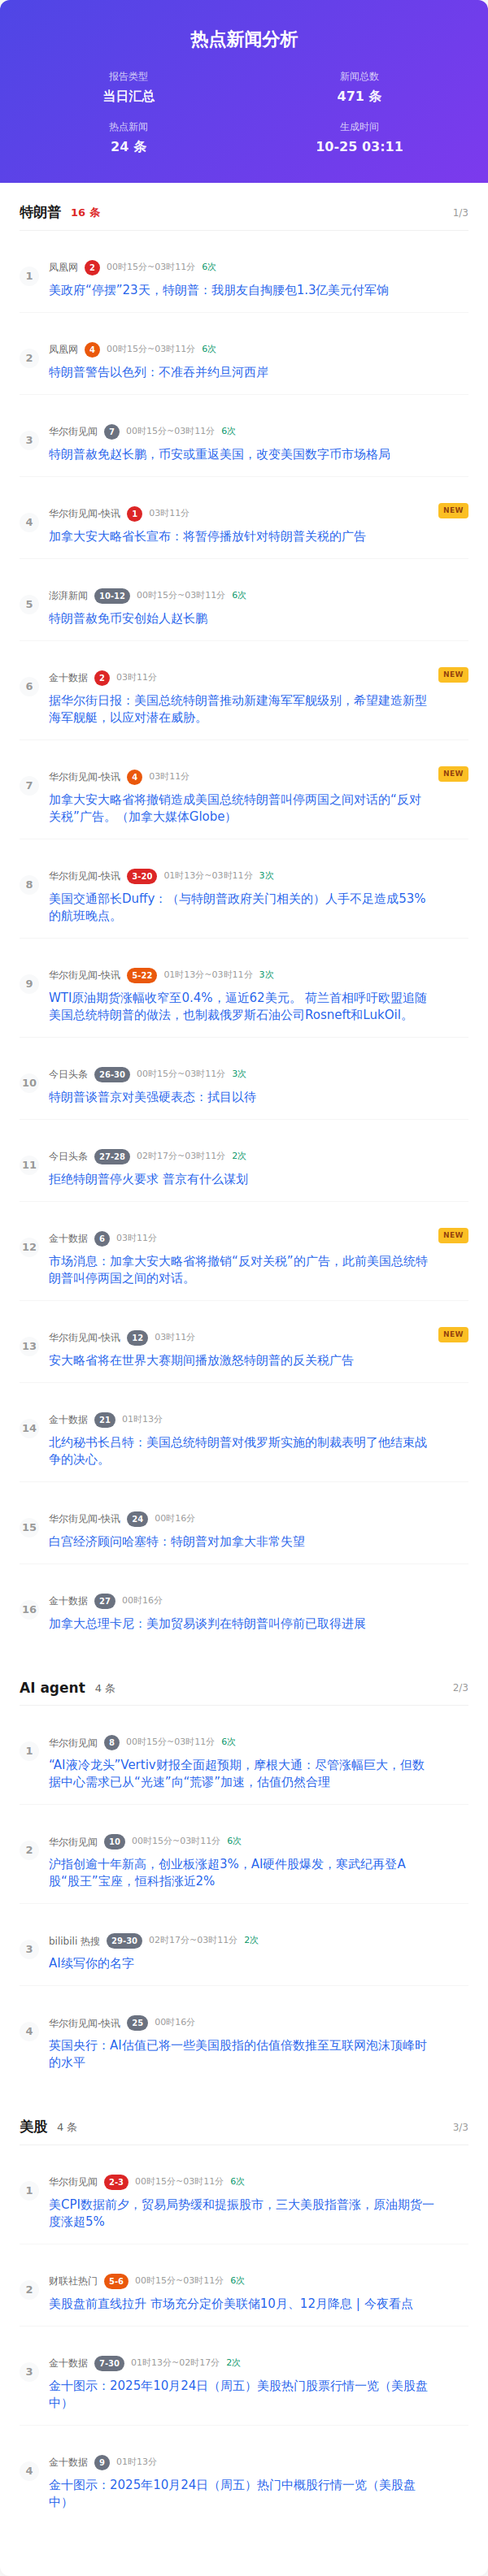 热点新闻分析
报告类型
新闻总数
当日汇总
471 条
热点新闻
生成时间
24 条
10-25 03:11
特朗普 16 条 1/3
1
凤凰网 2 00时15分~03时11分 6次
美政府“停摆”23天，特朗普：我朋友自掏腰包1.3亿美元付军饷
2
凤凰网 4 00时15分~03时11分 6次
特朗普警告以色列：不准吞并约旦河西岸
3
华尔街见闻 7 00时15分~03时11分 6次
特朗普赦免赵长鹏，币安或重返美国，改变美国数字币市场格局
4
华尔街见闻-快讯 1 03时11分 NEW
加拿大安大略省长宣布：将暂停播放针对特朗普关税的广告
5
澎湃新闻 10-12 00时15分~03时11分 6次
特朗普赦免币安创始人赵长鹏
6
金十数据 2 03时11分 NEW
据华尔街日报：美国总统特朗普推动新建海军军舰级别，希望建造新型
海军舰艇，以应对潜在威胁。
7
华尔街见闻-快讯 4 03时11分 NEW
加拿大安大略省将撤销造成美国总统特朗普叫停两国之间对话的“反对
关税”广告。（加拿大媒体Globe）
8
华尔街见闻-快讯 3-20 01时13分~03时11分 3次
美国交通部长Duffy：（与特朗普政府关门相关的）人手不足造成53%
的航班晚点。
9
华尔街见闻-快讯 5-22 01时13分~03时11分 3次
WTI原油期货涨幅收窄至0.4%，逼近62美元。 荷兰首相呼吁欧盟追随
美国总统特朗普的做法，也制裁俄罗斯石油公司Rosneft和LukOil。
10
今日头条 26-30 00时15分~03时11分 3次
特朗普谈普京对美强硬表态：拭目以待
11
今日头条 27-28 02时17分~03时11分 2次
拒绝特朗普停火要求 普京有什么谋划
12
金十数据 6 03时11分 NEW
市场消息：加拿大安大略省将撤销“反对关税”的广告，此前美国总统特
朗普叫停两国之间的对话。
13
华尔街见闻-快讯 12 03时11分 NEW
安大略省将在世界大赛期间播放激怒特朗普的反关税广告
14
金十数据 21 01时13分
北约秘书长吕特：美国总统特朗普对俄罗斯实施的制裁表明了他结束战
争的决心。
15
华尔街见闻-快讯 24 00时16分
白宫经济顾问哈塞特：特朗普对加拿大非常失望
16
金十数据 27 00时16分
加拿大总理卡尼：美加贸易谈判在特朗普叫停前已取得进展
AI agent 4 条 2/3
1
华尔街见闻 8 00时15分~03时11分 6次
“AI液冷龙头”Vertiv财报全面超预期，摩根大通：尽管涨幅巨大，但数
据中心需求已从“光速”向“荒谬”加速，估值仍然合理
2
华尔街见闻 10 00时15分~03时11分 6次
沪指创逾十年新高，创业板涨超3%，AI硬件股爆发，寒武纪再登A
股“股王”宝座，恒科指涨近2%
3
bilibili 热搜 29-30 02时17分~03时11分 2次
AI续写你的名字
4
华尔街见闻-快讯 25 00时16分
英国央行：AI估值已将一些美国股指的估值倍数推至互联网泡沫顶峰时
的水平
美股 4 条 3/3
1
华尔街见闻 2-3 00时15分~03时11分 6次
美CPI数据前夕，贸易局势缓和提振股市，三大美股指普涨，原油期货一
度涨超5%
2
财联社热门 5-6 00时15分~03时11分 6次
美股盘前直线拉升 市场充分定价美联储10月、12月降息 | 今夜看点
3
金十数据 7-30 01时13分~02时17分 2次
金十图示：2025年10月24日（周五）美股热门股票行情一览（美股盘
中）
4
金十数据 9 01时13分
金十图示：2025年10月24日（周五）热门中概股行情一览（美股盘
中）